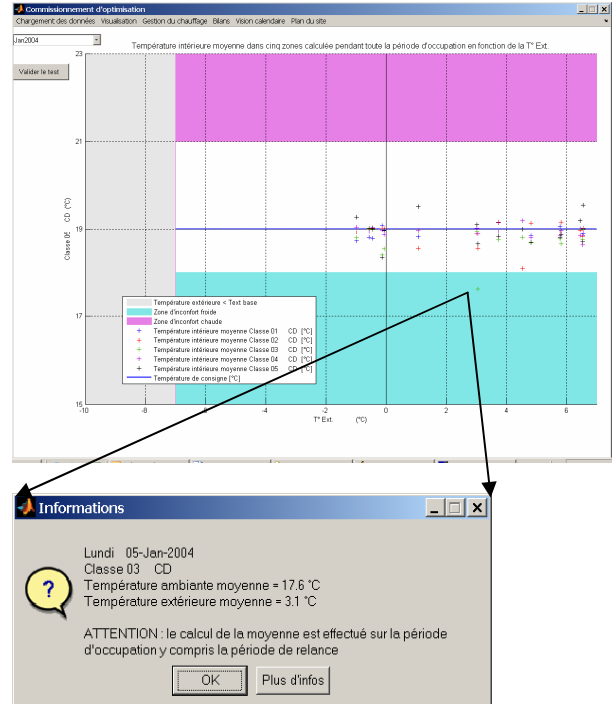 Commissionnement d'optimisation
Chargement des données Visualisation Gestion du chauffage Bilans Vision calendaire Plan du site
Jan2004
Température intérieure moyenne dans cinq zones calculée pendant toute la période d'occupation en fonction de la T° Ext.
Valider le test
23
21
19
17
15
Classe 05 CD (°C)
Température extérieure < Text base
Zone d'inconfort froide
Zone d'inconfort chaude
Température intérieure moyenne Classe 01 CD [°C]
Température intérieure moyenne Classe 02 CD [°C]
Température intérieure moyenne Classe 03 CD [°C]
Température intérieure moyenne Classe 04 CD [°C]
Température intérieure moyenne Classe 05 CD [°C]
Température de consigne [°C]
-10 -8 -6 -4 -2 0 2 4 6
T° Ext. (°C)
Informations
Lundi 05-Jan-2004
Classe 03 CD
Température ambiante moyenne = 17.6 °C
Température extérieure moyenne = 3.1 °C
ATTENTION : le calcul de la moyenne est effectué sur la période
d'occupation y compris la période de relance
OK Plus d'infos